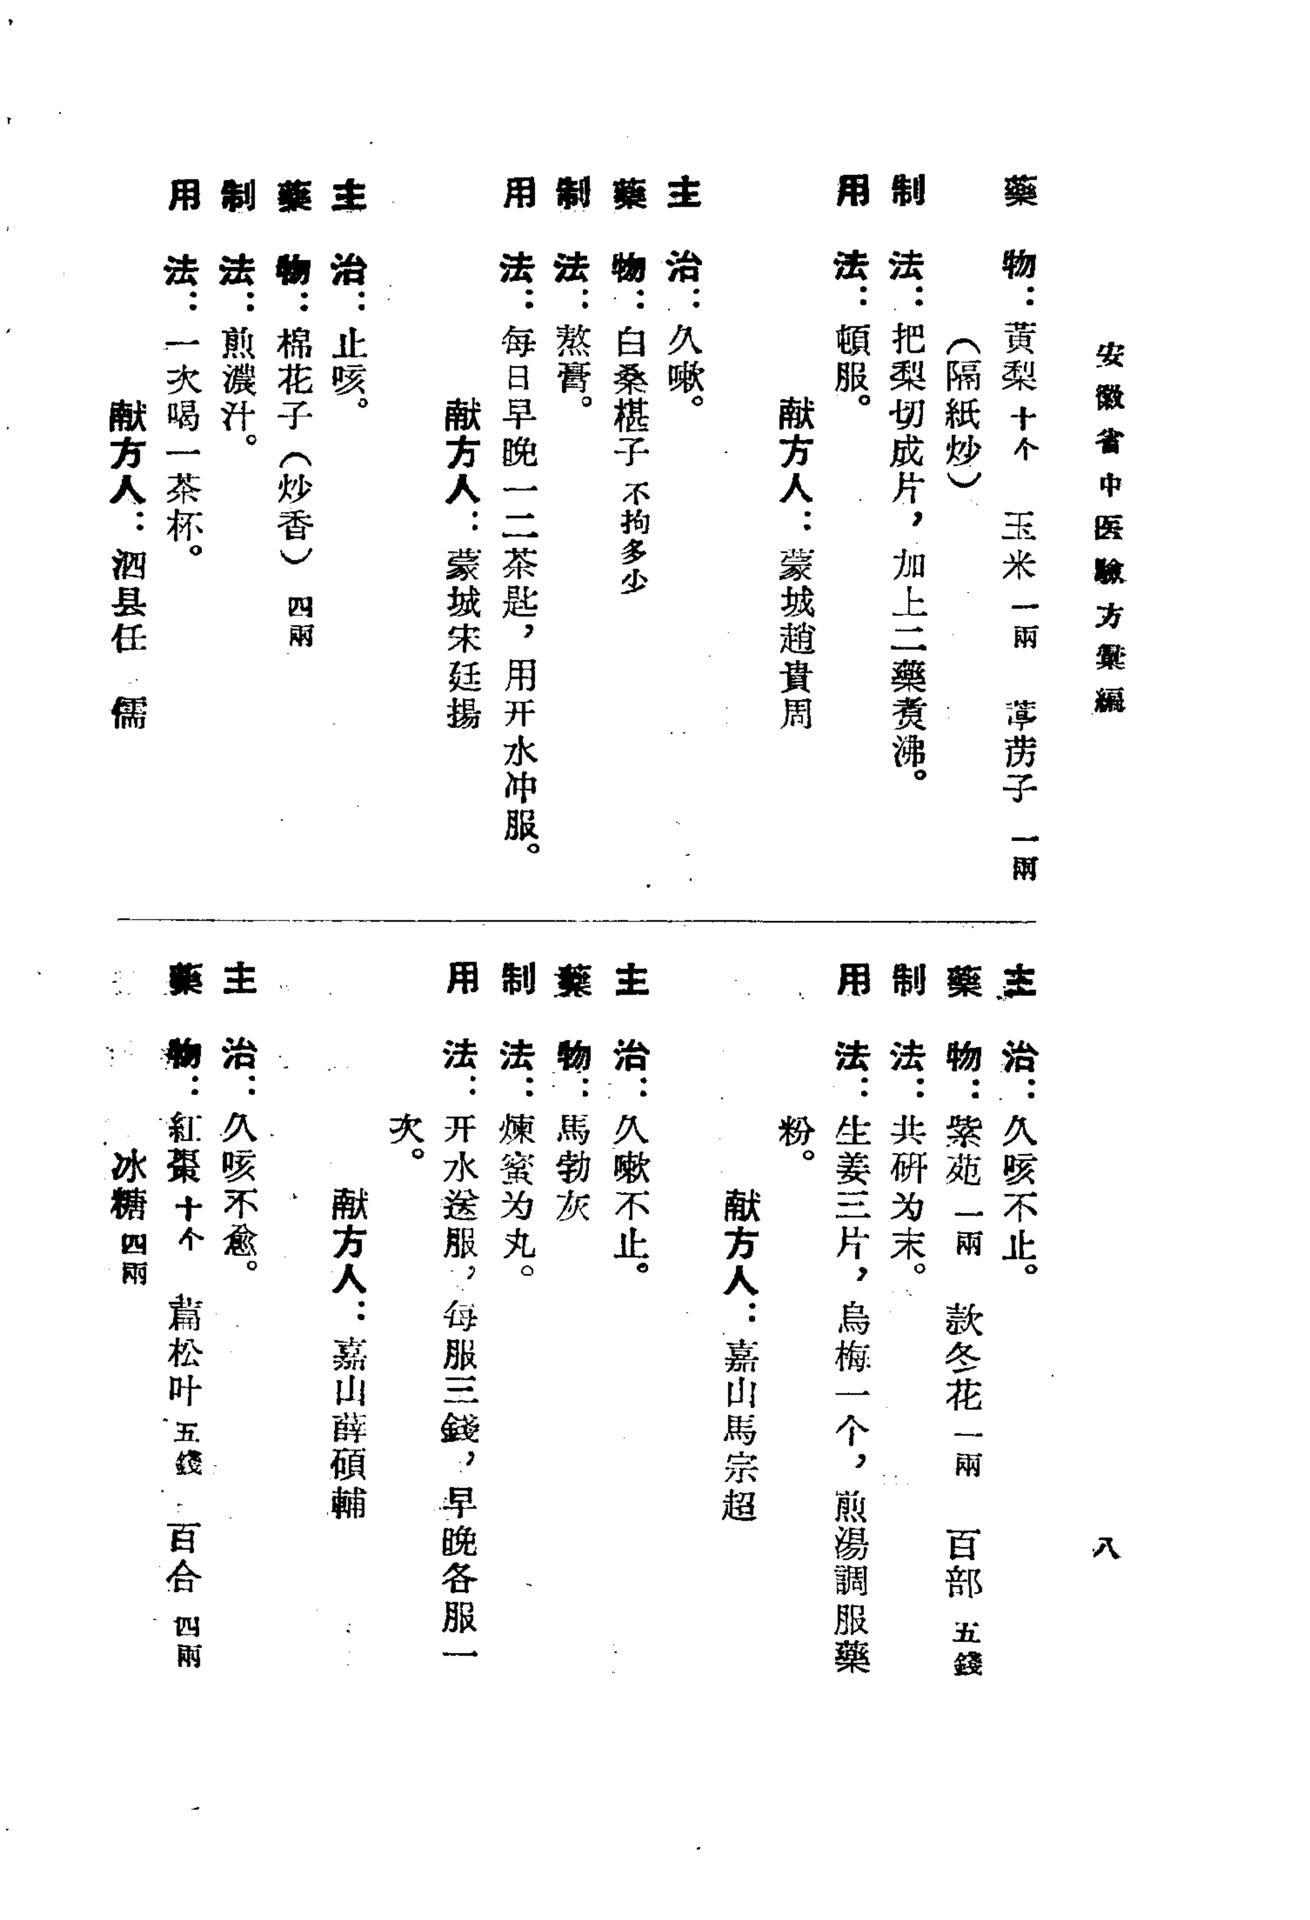 安徽省中医驗方彙編
八
藥　物：黃梨十个　玉米一兩　葶苈子一兩
（隔紙炒）
制　法：把梨切成片，加上二藥煮沸。
用　法：頓服。
献方人：蒙城趙貴周
主　治：久嗽。
藥　物：白桑椹子不拘多少
制　法：熬膏。
用　法：每日早晚一二茶匙，用开水冲服。
献方人：蒙城宋廷揚
主　治：止咳。
藥　物：棉花子（炒香）四兩
制　法：煎濃汁。
用　法：一次喝一茶杯。
献方人：泗县任　儒
主　治：久咳不止。
藥　物：紫菀一兩　款冬花一兩　百部五錢
制　法：共研为末。
用　法：生姜三片，烏梅一个，煎湯調服藥
粉。
献方人：嘉山馬宗超
主　治：久嗽不止。
藥　物：馬勃灰
制　法：煉蜜为丸。
用　法：开水送服，每服三錢，早晚各服一
次。
献方人：嘉山薛碩輔
主　治：久咳不愈。
藥　物：紅棗十个　萹松叶五錢　百合四兩
冰糖四兩